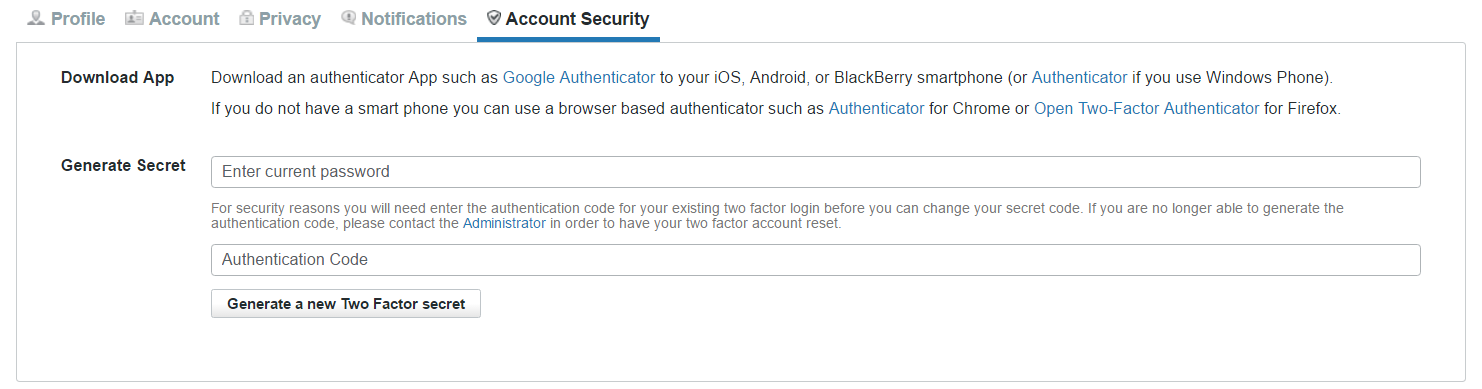 Profile Account Privacy Notifications Account Security
Download App Download an authenticator App such as Google Authenticator to your iOS, Android, or BlackBerry smartphone (or Authenticator if you use Windows Phone).
If you do not have a smart phone you can use a browser based authenticator such as Authenticator for Chrome or Open Two-Factor Authenticator for Firefox.
Generate Secret Enter current password
For security reasons you will need enter the authentication code for your existing two factor login before you can change your secret code. If you are no longer able to generate the
authentication code, please contact the Administrator in order to have your two factor account reset.
Authentication Code
Generate a new Two Factor secret